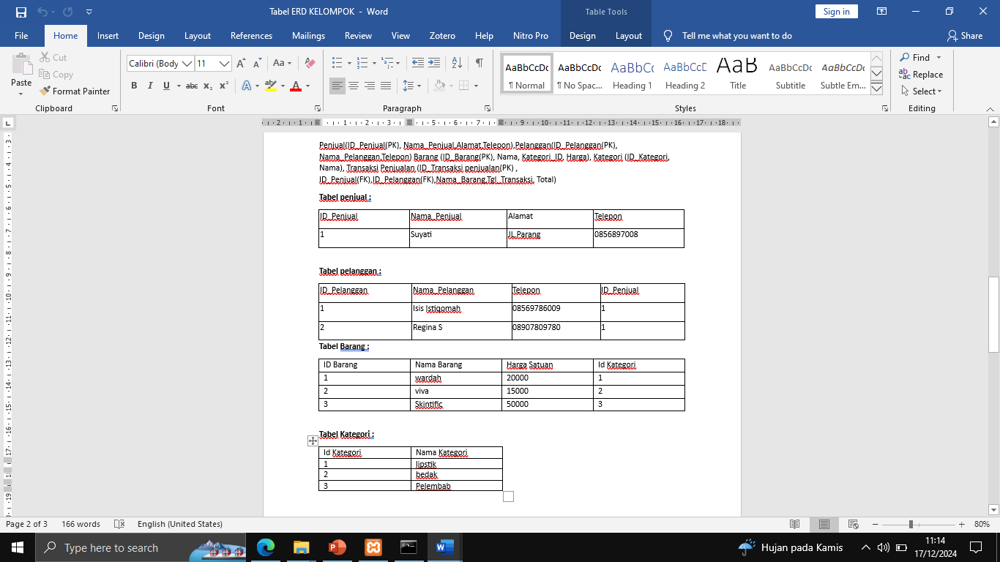 Tabel ERD KELOMPOK - Word
Table Tools
Sign in
File Home Insert Design Layout References Mailings Review View Zotero Help Nitro Pro Design Layout Tell me what you want to do Share
Paste
Cut
Copy
Format Painter
Clipboard
Calibri (Body 11
B I U abc x₂ x² A ab A
Font
Paragraph
AaBbCcDc
¶ Normal
AaBbCcDc
¶ No Spac...
AaBbCc
Heading 1
AaBbCcD
Heading 2
AaB
Title
AaBbCcD
Subtitle
AaBbCcDc
Subtle Em...
Styles
Find
Replace
Select
Editing
Penjual(ID_Penjual(PK), Nama_Penjual,Alamat,Telepon),Pelanggan(ID_Pelanggan(PK),
Nama_Pelanggan,Telepon) Barang (ID_Barang(PK), Nama, Kategori_ID, Harga), Kategori (ID_Kategori,
Nama), Transaksi Penjualan (ID_Transaksi penjualan(PK) ,
ID_Penjual(FK),ID_Pelanggan(FK),Nama_Barang,Tgl_Transaksi, Total)
Tabel penjual :
ID_Penjual Nama_Penjual Alamat Telepon
1 Suyati JL.Parang 0856897008
Tabel pelanggan :
ID_Pelanggan Nama_Pelanggan Telepon ID_Penjual
1 Isis Istiqomah 08569786009 1
2 Regina S 08907809780 1
Tabel Barang :
ID Barang Nama Barang Harga Satuan Id Kategori
1 wardah 20000 1
2 viva 15000 2
3 Skintific 50000 3
Tabel Kategori :
Id Kategori Nama Kategori
1 lipstik
2 bedak
3 Pelembab
Page 2 of 3 166 words English (United States) 80%
Type here to search
Hujan pada Kamis
11:14
17/12/2024